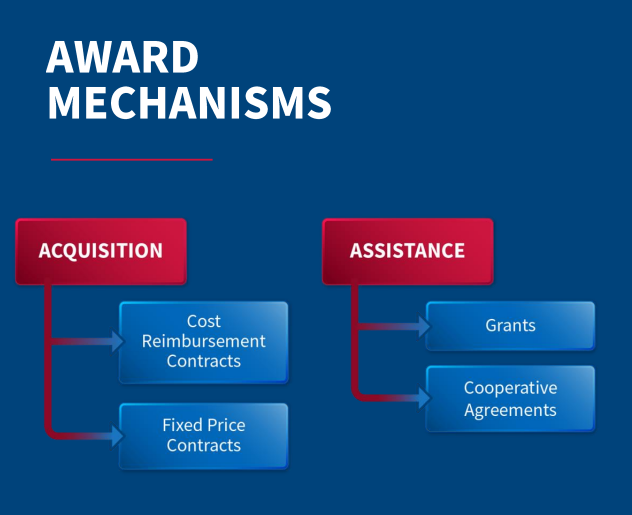 AWARD
MECHANISMS
ACQUISITION
Cost
Reimbursement
Contracts
Fixed Price
Contracts
ASSISTANCE
Grants
Cooperative
Agreements